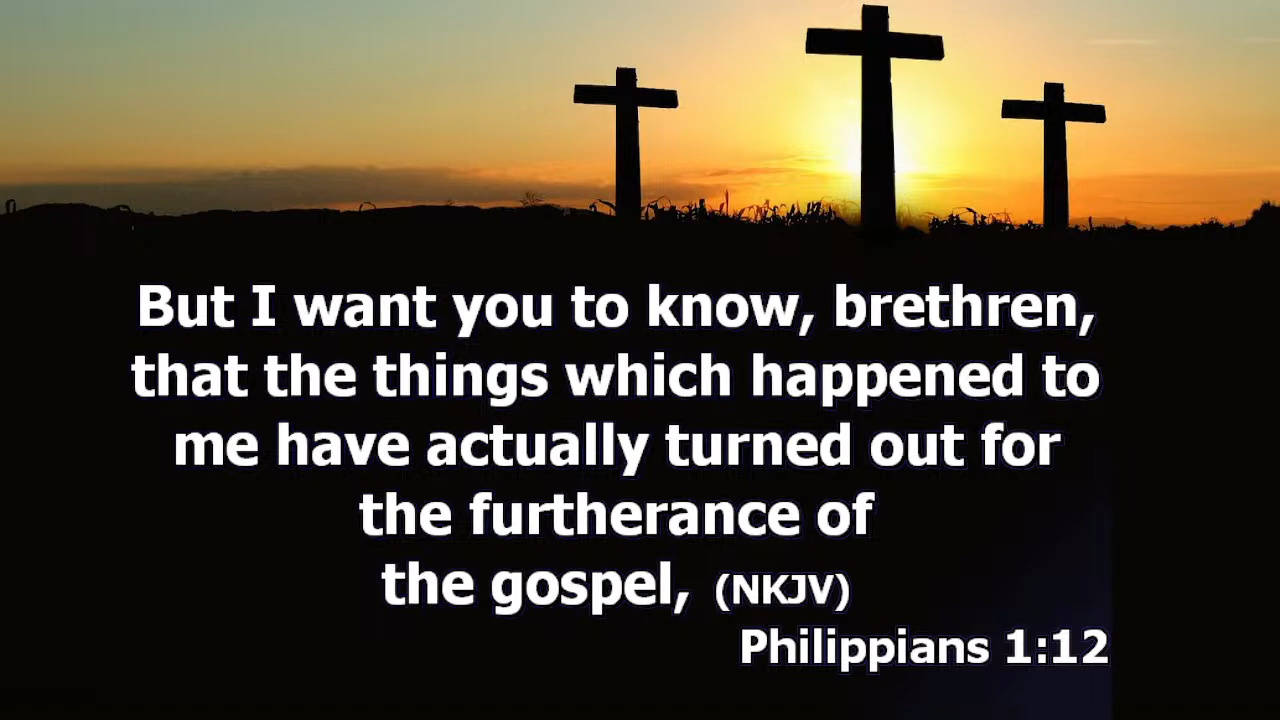 But I want you to know, brethren,
that the things which happened to
me have actually turned out for
the furtherance of
the gospel, (NKJV)
Philippians 1:12